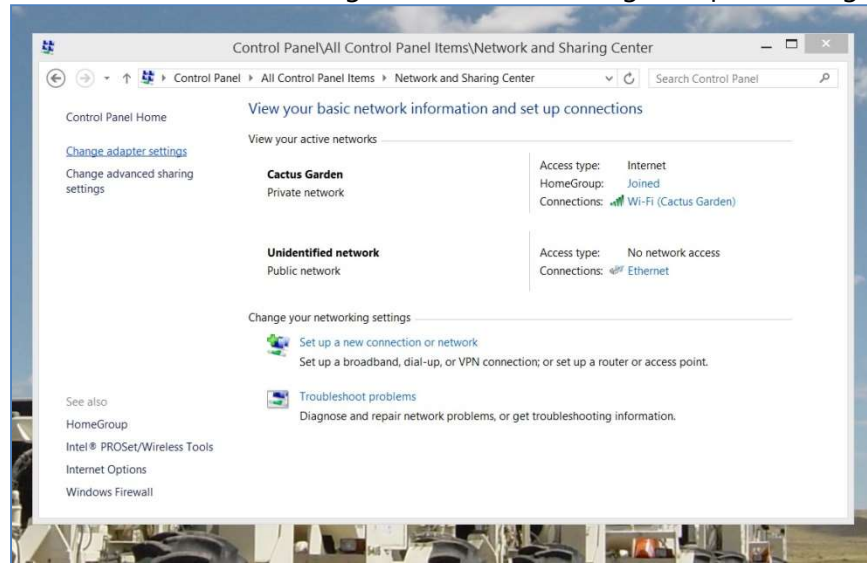 Control Panel\All Control Panel Items\Network and Sharing Center
Control Panel ▸ All Control Panel Items ▸ Network and Sharing Center
Search Control Panel
Control Panel Home
Change adapter settings
Change advanced sharing
settings
View your basic network information and set up connections
View your active networks
Cactus Garden
Private network
Access type: Internet
HomeGroup: Joined
Connections: Wi-Fi (Cactus Garden)
Unidentified network
Public network
Access type: No network access
Connections: Ethernet
Change your networking settings
Set up a new connection or network
Set up a broadband, dial-up, or VPN connection; or set up a router or access point.
Troubleshoot problems
Diagnose and repair network problems, or get troubleshooting information.
See also
HomeGroup
Intel® PROSet/Wireless Tools
Internet Options
Windows Firewall